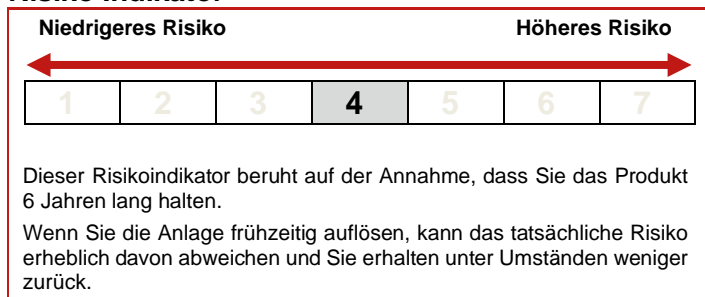 Niedrigeres Risiko Höheres Risiko
1 2 3 4 5 6 7
Dieser Risikoindikator beruht auf der Annahme, dass Sie das Produkt
6 Jahren lang halten.
Wenn Sie die Anlage frühzeitig auflösen, kann das tatsächliche Risiko
erheblich davon abweichen und Sie erhalten unter Umständen weniger
zurück.